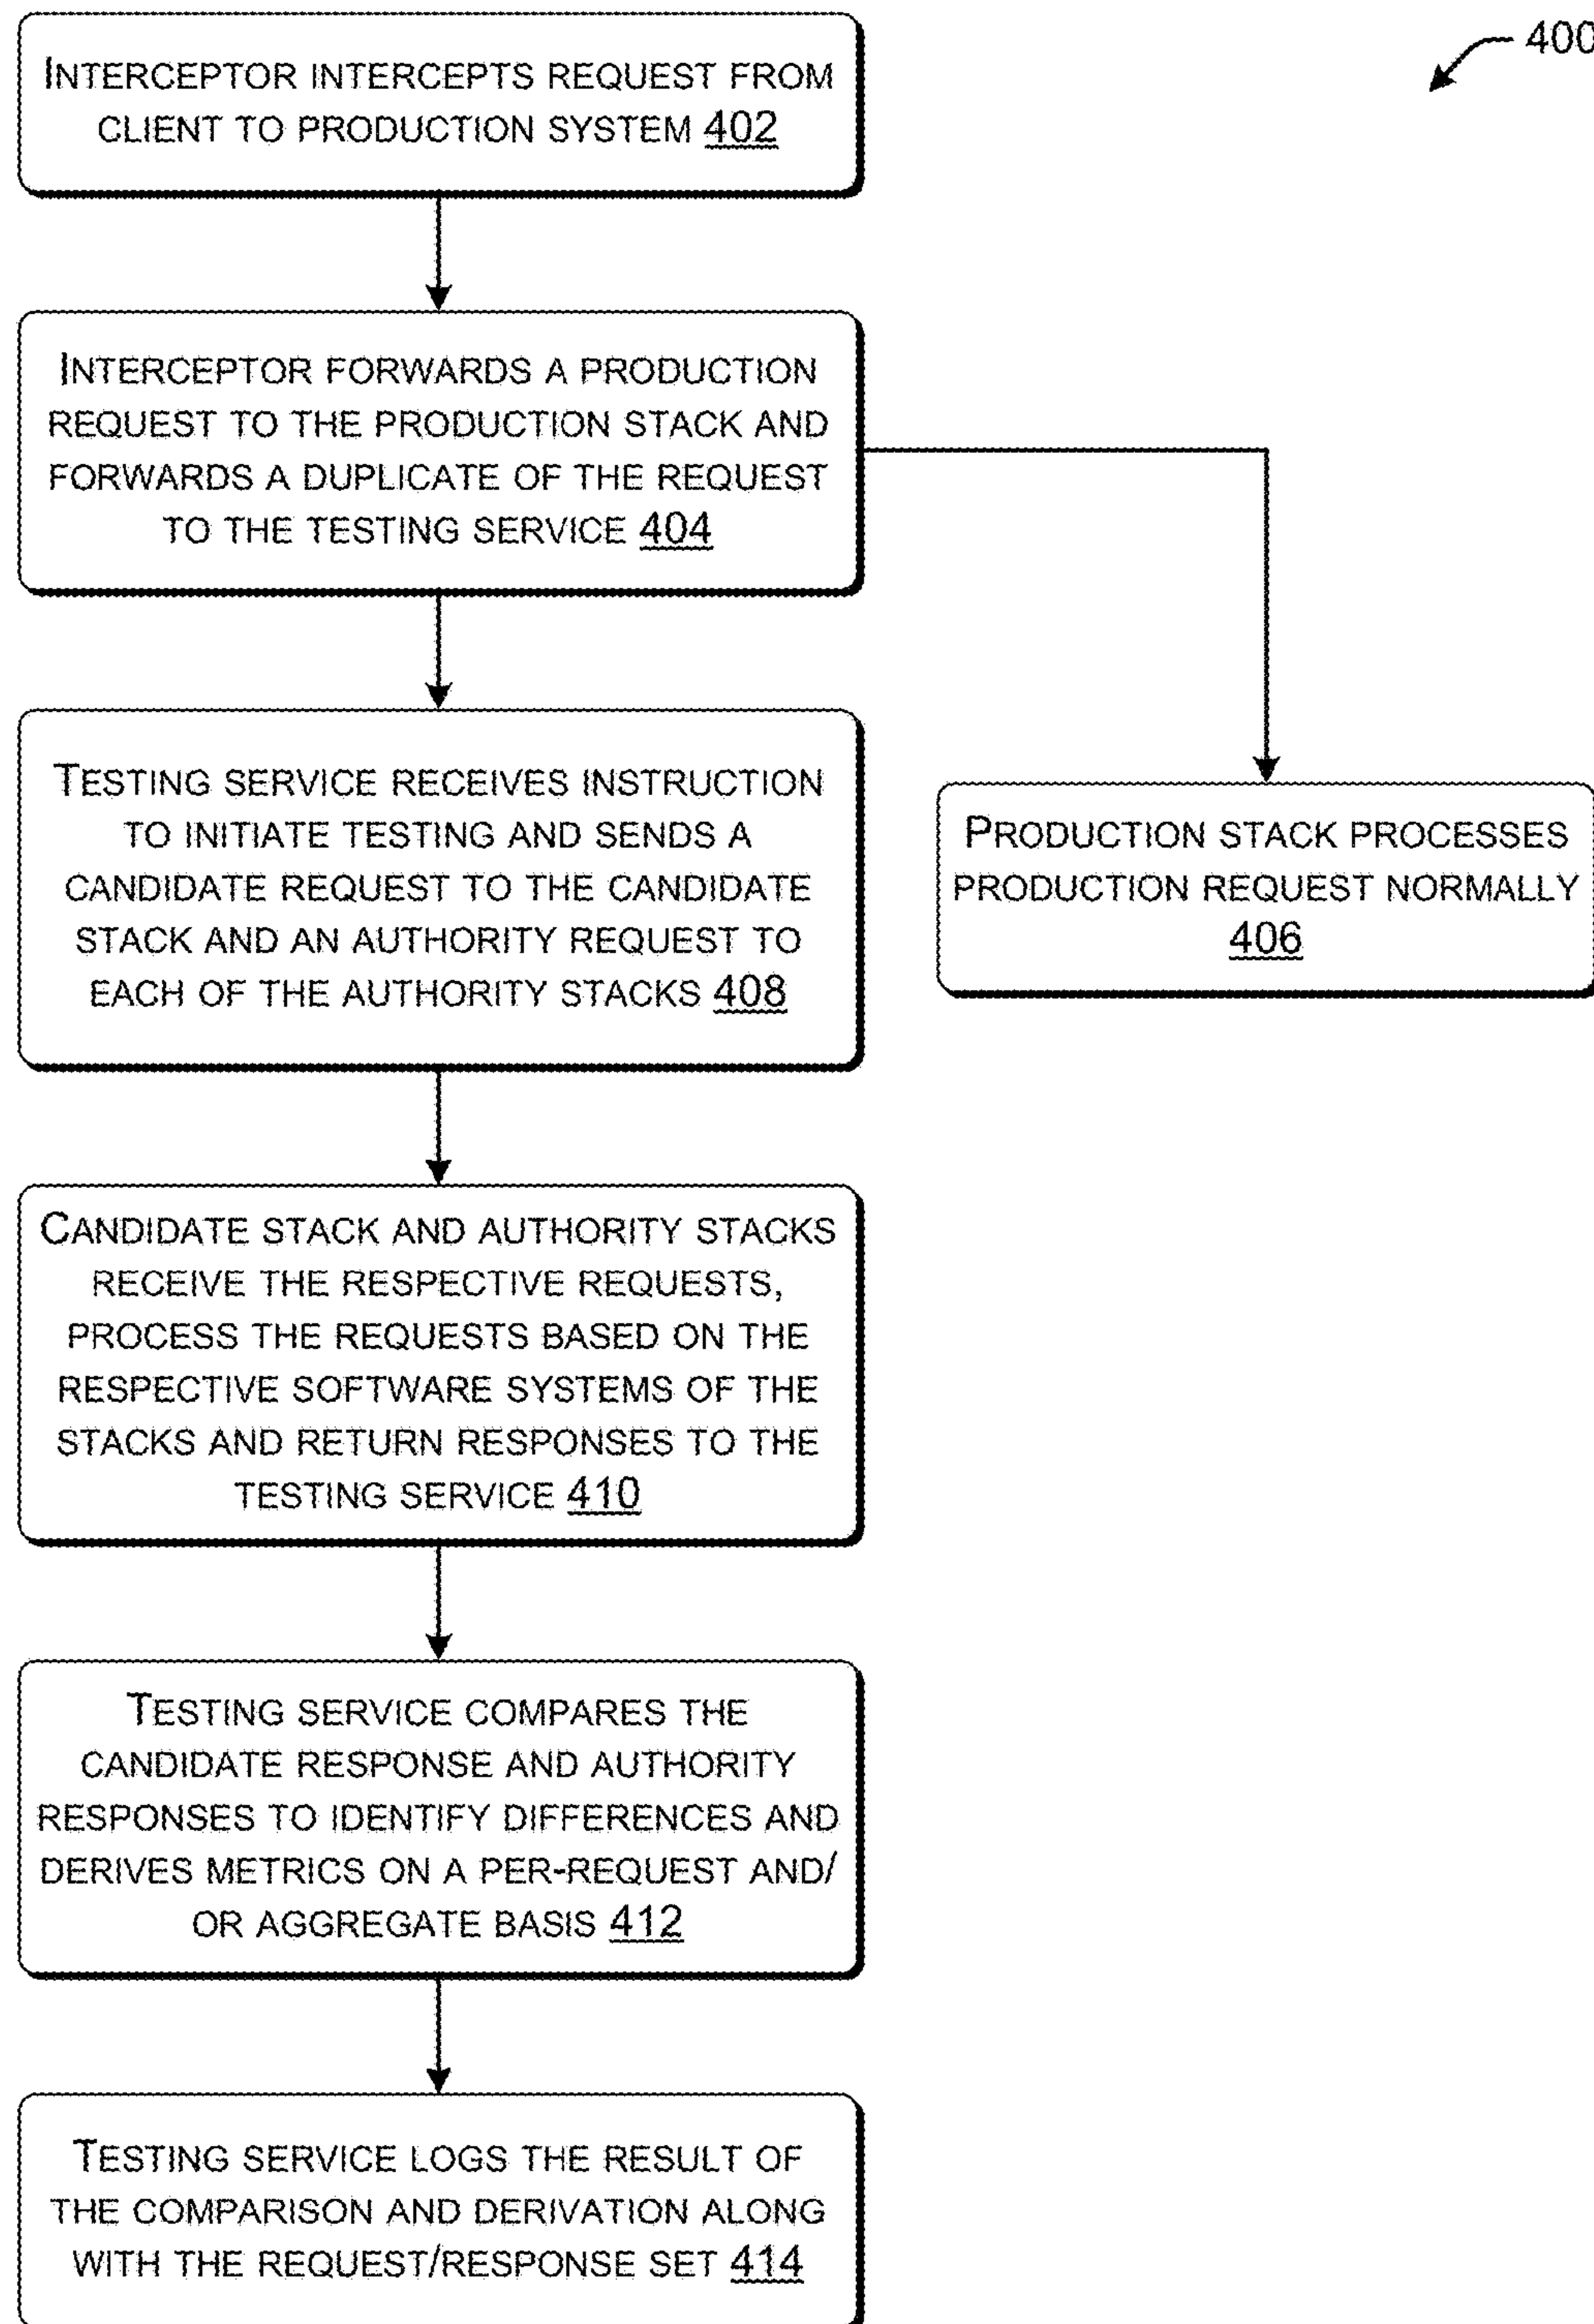 400
INTERCEPTOR INTERCEPTS REQUEST FROM
CLIENT TO PRODUCTION SYSTEM 402
INTERCEPTOR FORWARDS A PRODUCTION
REQUEST TO THE PRODUCTION STACK AND
FORWARDS A DUPLICATE OF THE REQUEST
TO THE TESTING SERVICE 404
PRODUCTION STACK PROCESSES
PRODUCTION REQUEST NORMALLY
406
TESTING SERVICE RECEIVES INSTRUCTION
TO INITIATE TESTING AND SENDS A
CANDIDATE REQUEST TO THE CANDIDATE
STACK AND AN AUTHORITY REQUEST TO
EACH OF THE AUTHORITY STACKS 408
CANDIDATE STACK AND AUTHORITY STACKS
RECEIVE THE RESPECTIVE REQUESTS,
PROCESS THE REQUESTS BASED ON THE
RESPECTIVE SOFTWARE SYSTEMS OF THE
STACKS AND RETURN RESPONSES TO THE
TESTING SERVICE 410
TESTING SERVICE COMPARES THE
CANDIDATE RESPONSE AND AUTHORITY
RESPONSES TO IDENTIFY DIFFERENCES AND
DERIVES METRICS ON A PER-REQUEST AND/
OR AGGREGATE BASIS 412
TESTING SERVICE LOGS THE RESULT OF
THE COMPARISON AND DERIVATION ALONG
WITH THE REQUEST/RESPONSE SET 414